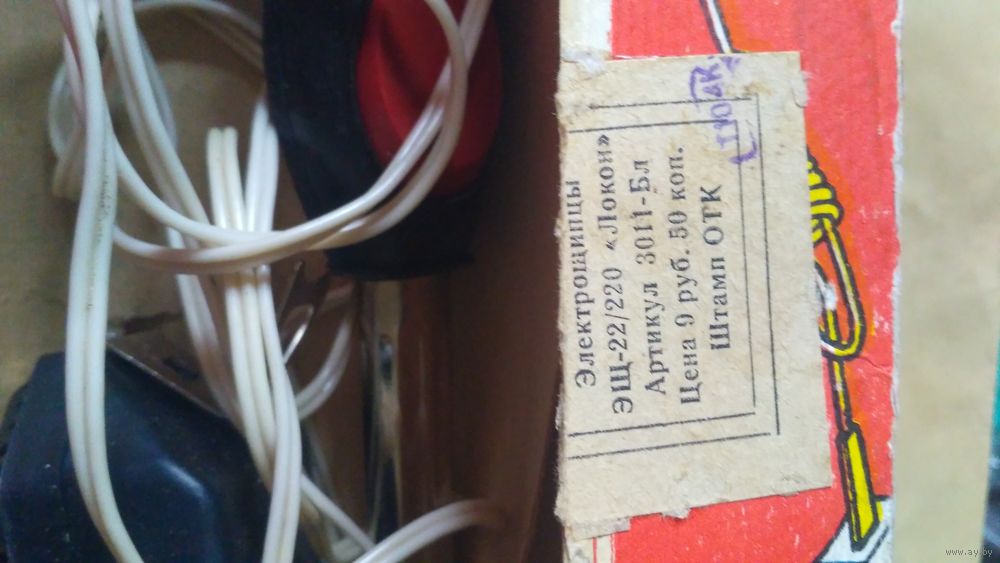 Электрощипцы
ЭЩ-22/220 «Локон»
Артикул 3011-Бл
Цена 9 руб. 50 коп.
Штамп ОТК
www.ay.by